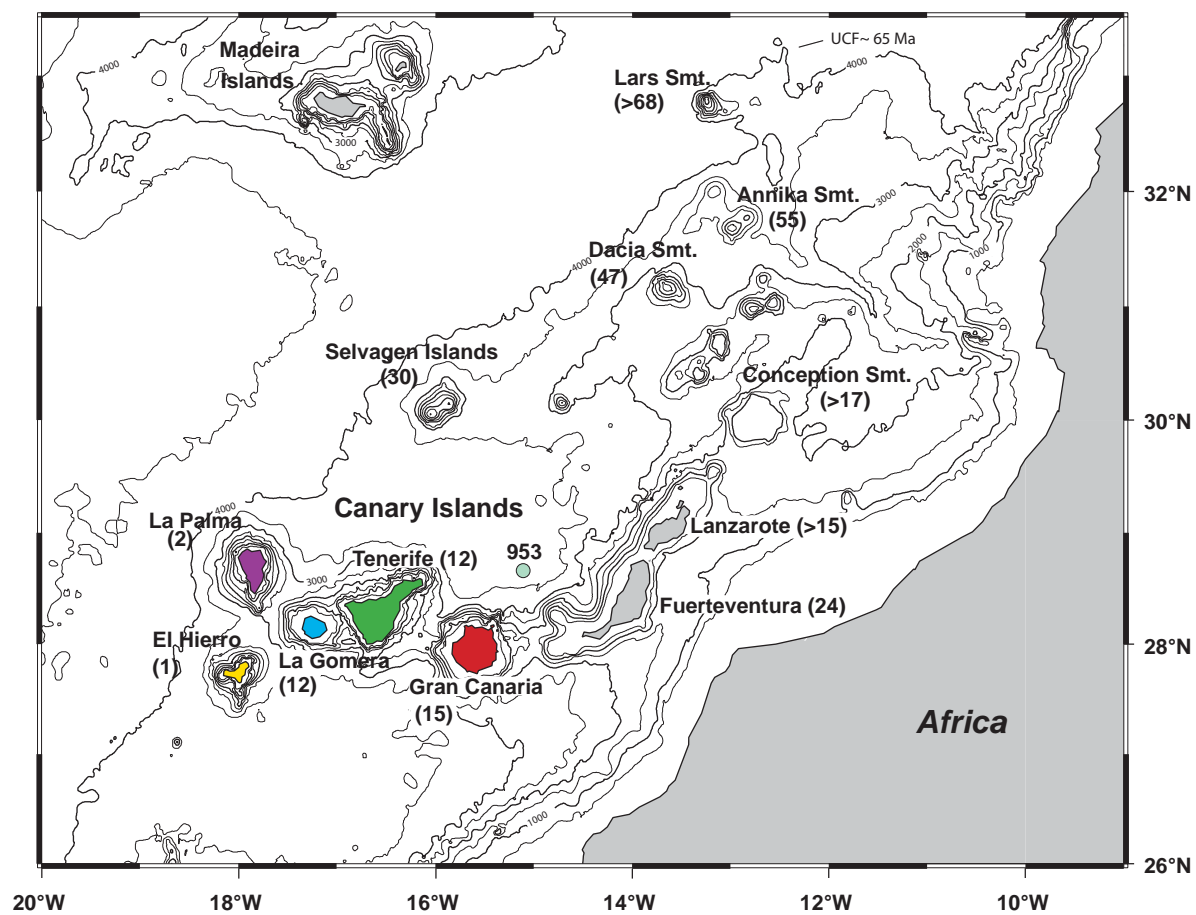 UCF~ 65 Ma
Madeira
Islands
4000
4000
Lars Smt.
(>68)
3000
32°N
Annika Smt.
(55)
3000
2000
1000
Dacia Smt.
(47)
4000
Selvagen Islands
(30)
Conception Smt.
(>17)
30°N
Canary Islands
4000
La Palma
(2)
Lanzarote (>15)
953
Tenerife (12)
3000
Fuerteventura (24)
El Hierro
(1)
La Gomera
(12)
28°N
Gran Canaria
(15)
Africa
1000
26°N
20°W
18°W
16°W
14°W
12°W
10°W